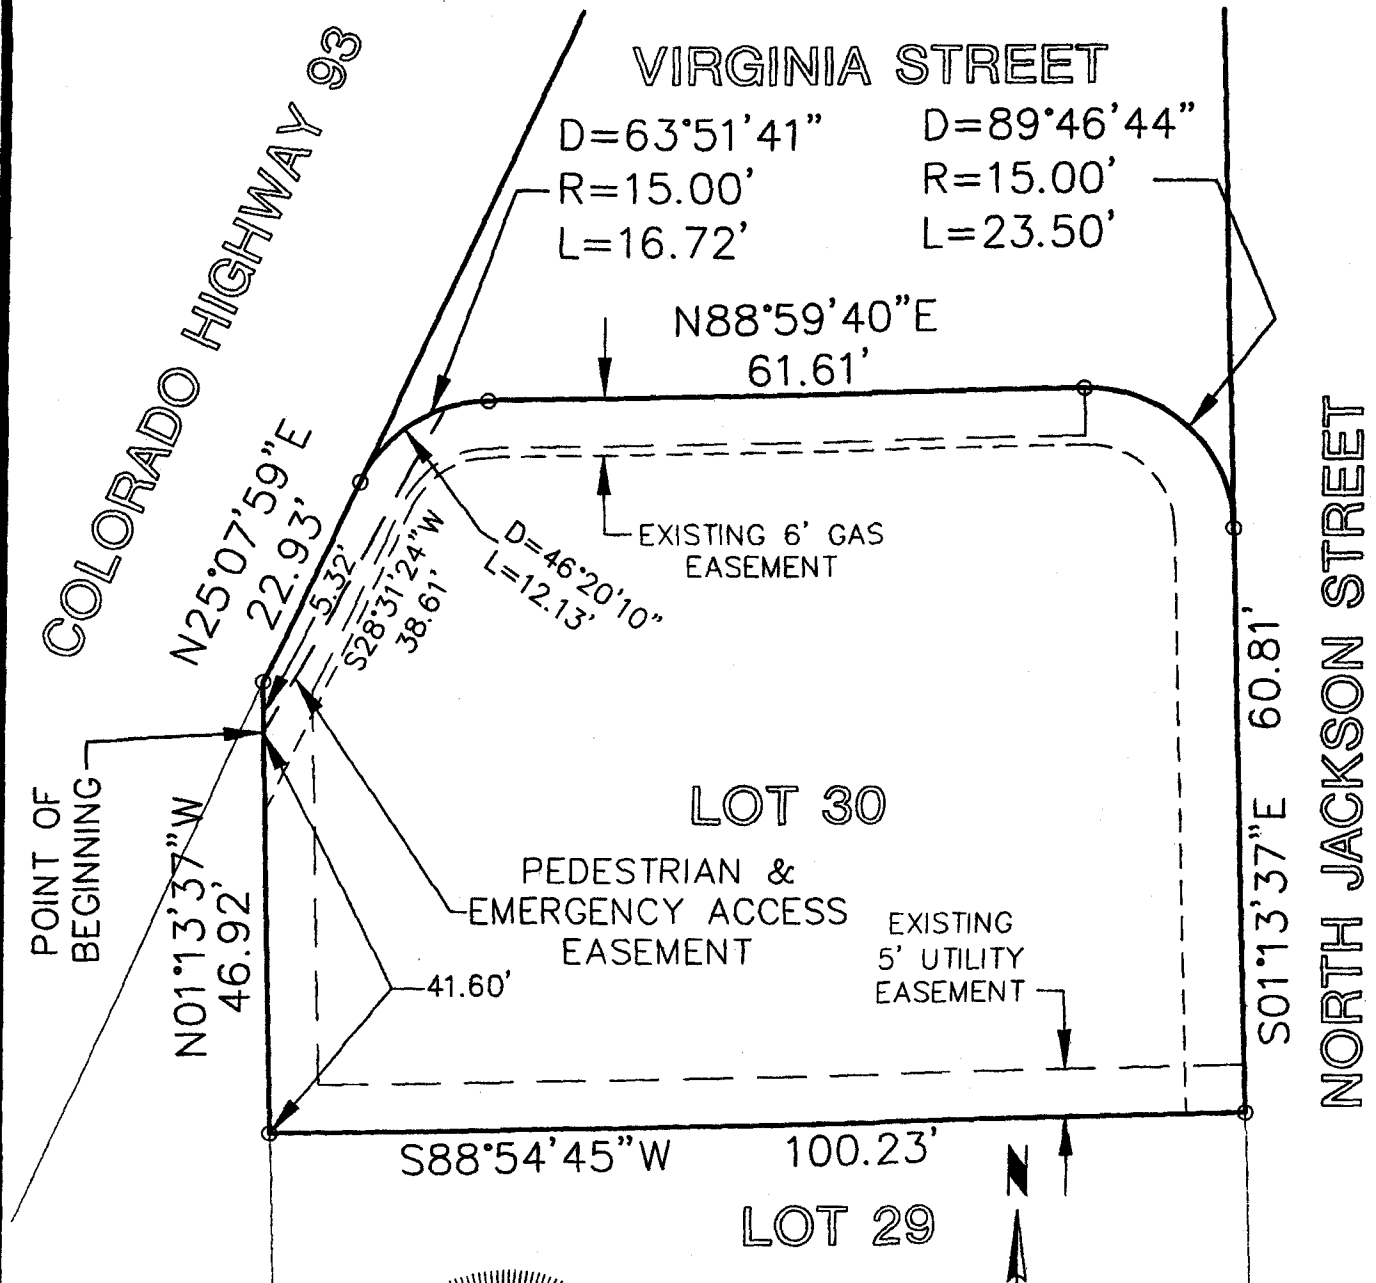 COLORADO HIGHWAY 93
VIRGINIA STREET
D=63°51'41"
R=15.00'
L=16.72'
D=89°46'44"
R=15.00'
L=23.50'
N88°59'40"E
61.61'
N25°07'59"E
22.93'
5.32'
S28°31'24"W
38.61'
D=46°20'10"
L=12.13'
EXISTING 6' GAS
EASEMENT
NORTH JACKSON STREET
S01°13'37"E 60.81'
POINT OF
BEGINNING
N01°13'37"W
46.92'
LOT 30
PEDESTRIAN &
EMERGENCY ACCESS
EASEMENT
41.60'
EXISTING
5' UTILITY
EASEMENT
S88°54'45"W 100.23'
N
LOT 29